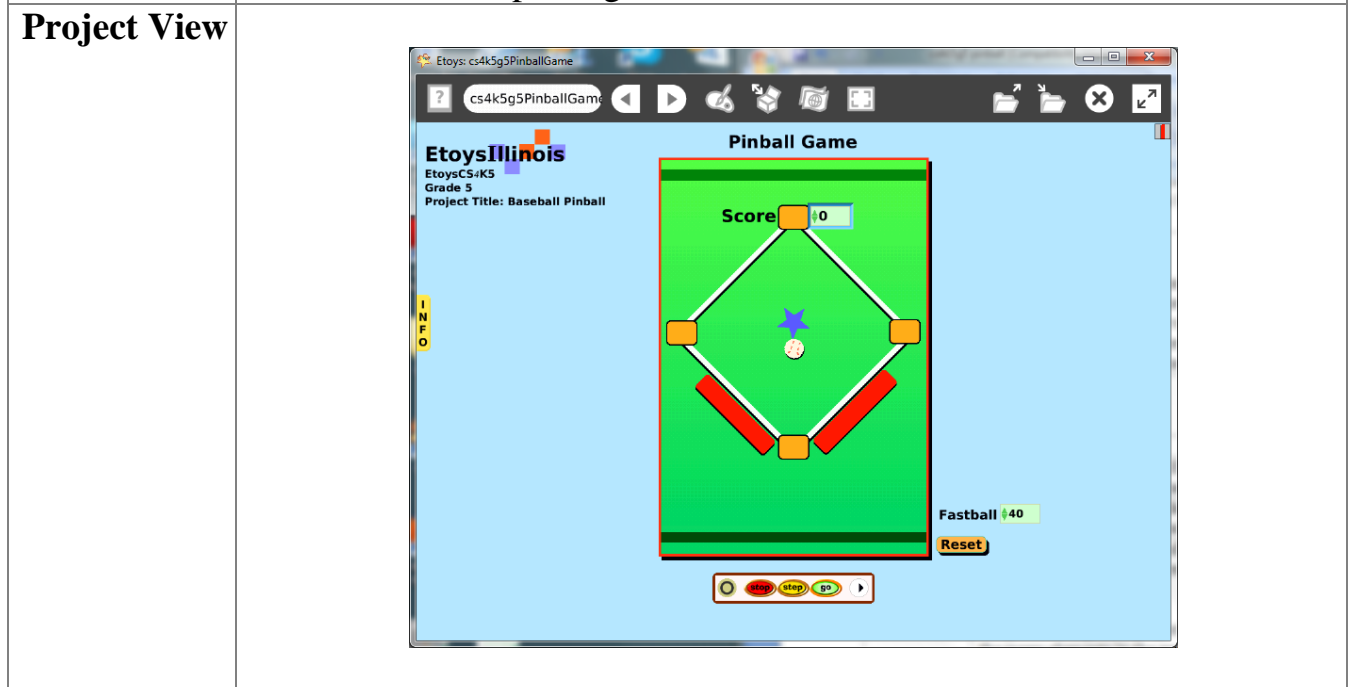 Project View
Etoys: cs4k5g5PinballGame
?
cs4k5g5PinballGame
EtoysIllinois
EtoysCS4K5
Grade 5
Project Title: Baseball Pinball
Pinball Game
Score 0
INFO
Fastball 40
Reset
stop step go